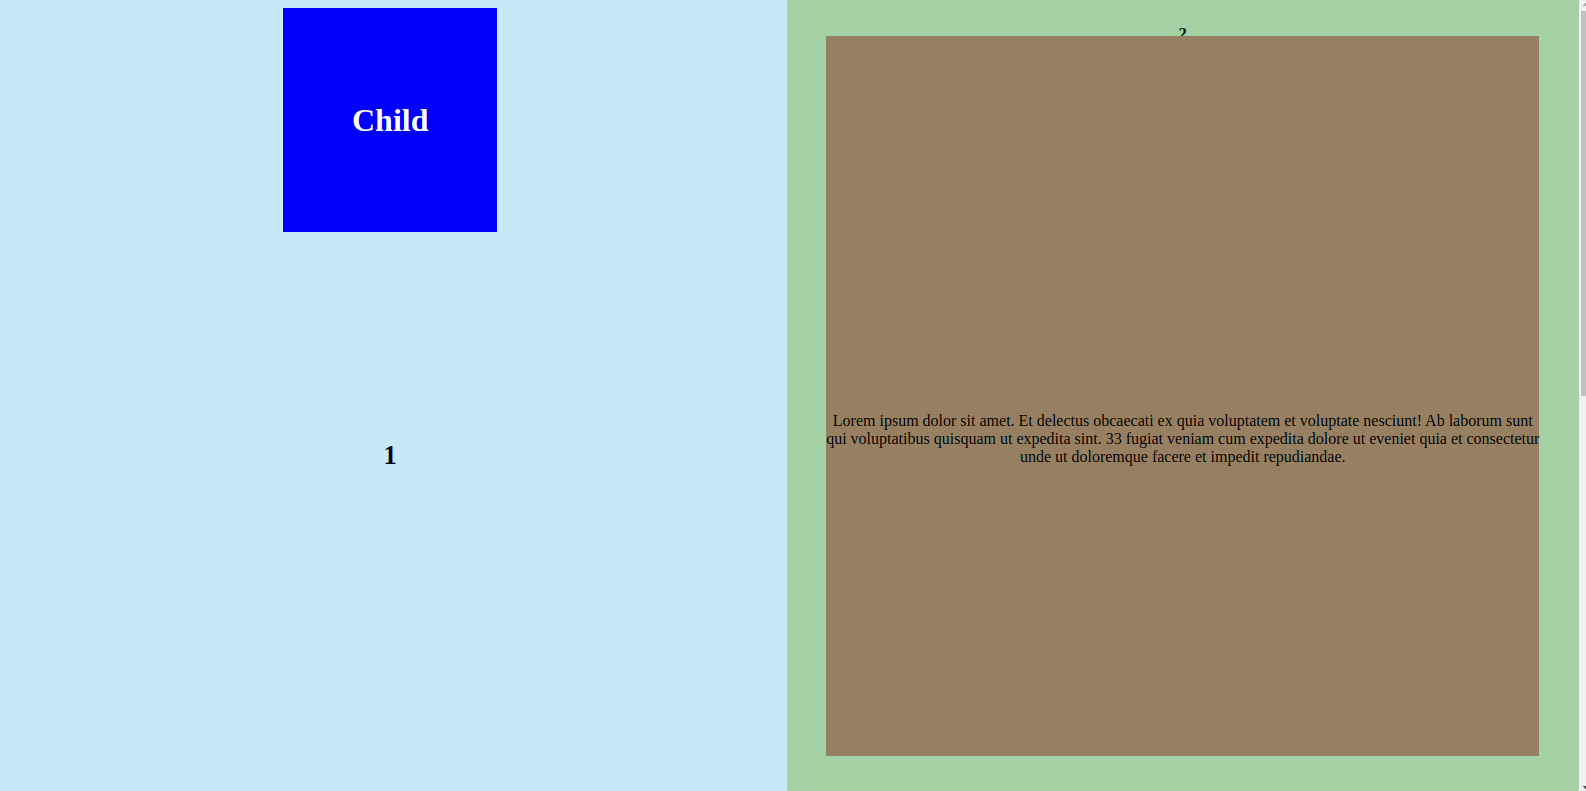 Child
1
2
Lorem ipsum dolor sit amet. Et delectus obcaecati ex quia voluptatem et voluptate nesciunt! Ab laborum sunt
qui voluptatibus quisquam ut expedita sint. 33 fugiat veniam cum expedita dolore ut eveniet quia et consectetur
unde ut doloremque facere et impedit repudiandae.